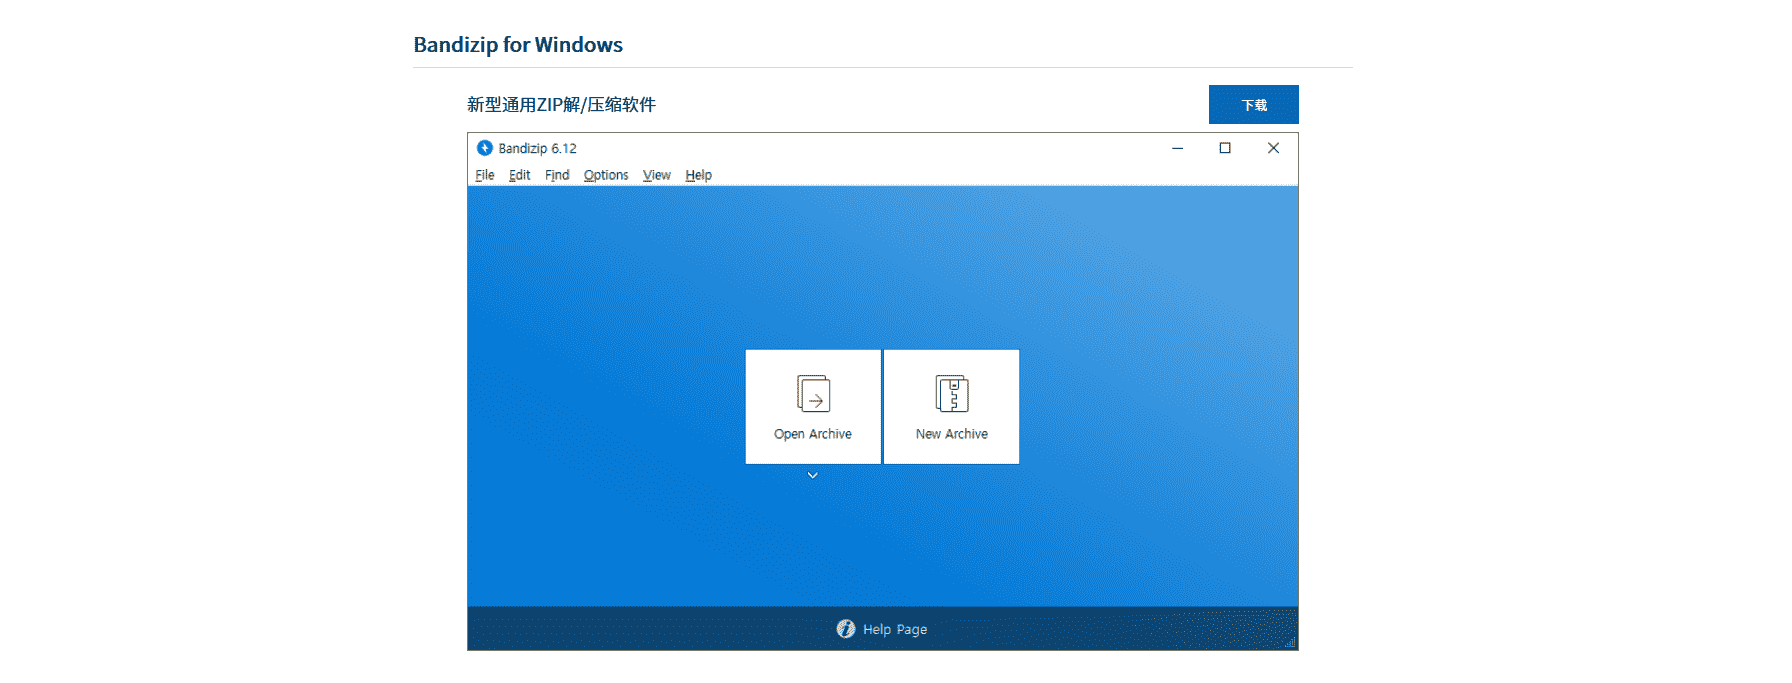 Bandizip for Windows
新型通用ZIP解/压缩软件
下载
Bandizip 6.12
File Edit Find Options View Help
Open Archive New Archive
Help Page